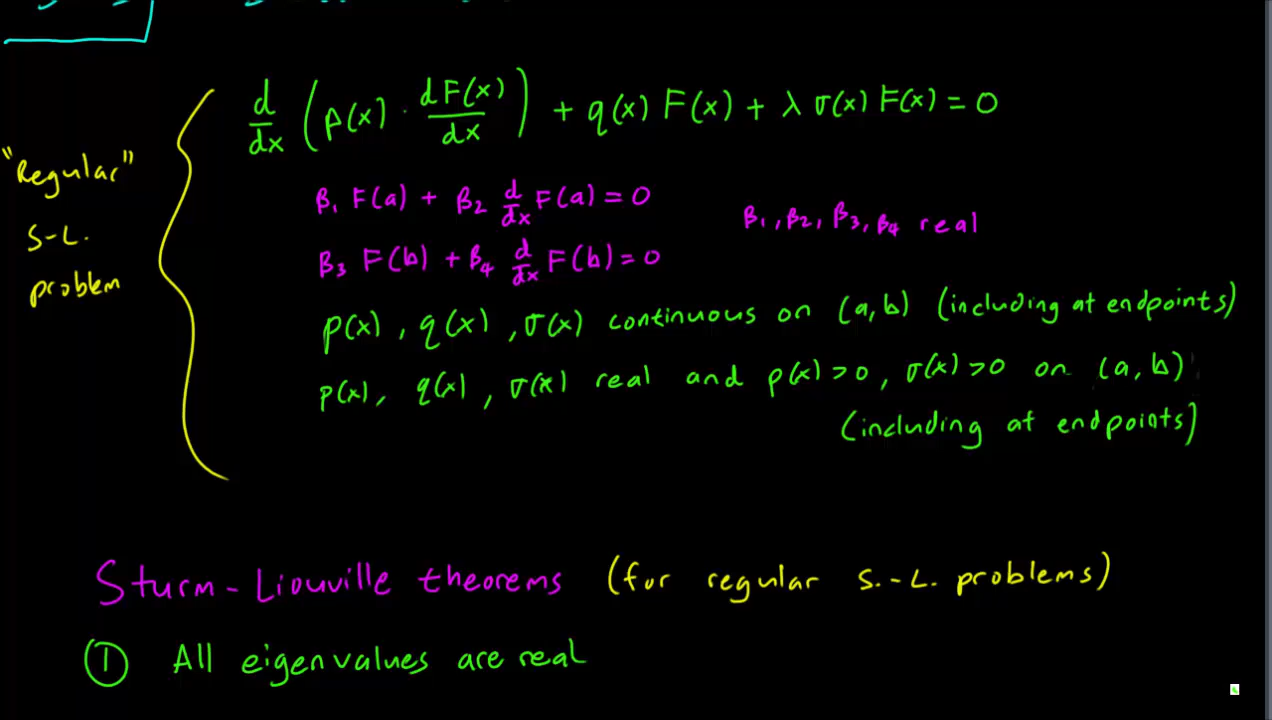 d/dx (p(x) · dF(x)/dx) + q(x) F(x) + λ σ(x) F(x) = 0
"Regular"
S-L.
problem
β₁ F(a) + β₂ d/dx F(a) = 0
β₃ F(b) + β₄ d/dx F(b) = 0
β₁, β₂, β₃, β₄ real
p(x), q(x), σ(x) continuous on (a,b) (including at endpoints)
p(x), q(x), σ(x) real and p(x) > 0, σ(x) > 0 on (a, b)
(including at endpoints)
Sturm-Liouville theorems (for regular S.-L. problems)
① All eigenvalues are real